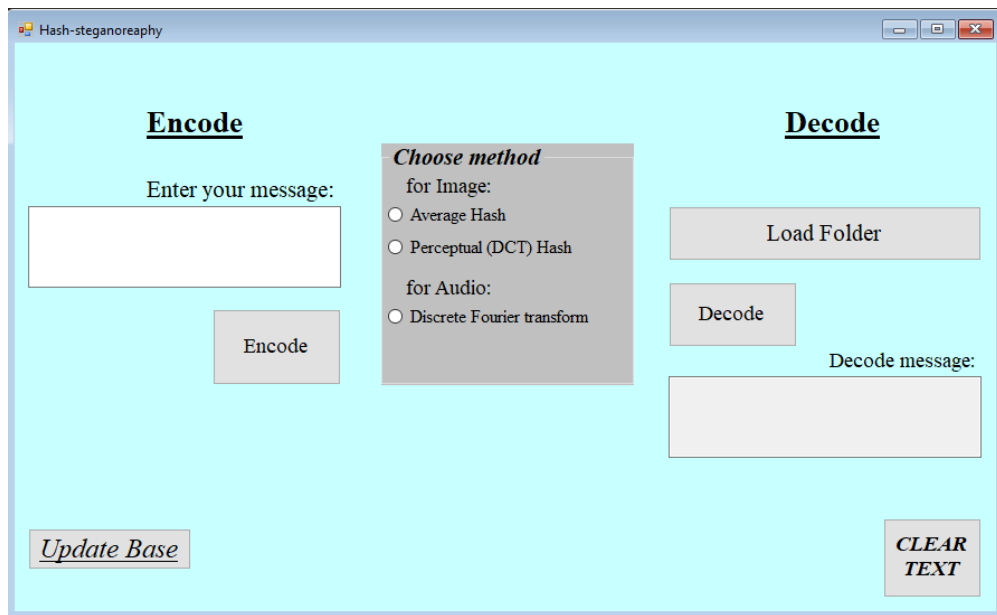 Hash-steganoreaphy
Encode
Enter your message:
Encode
Choose method
for Image:
Average Hash
Perceptual (DCT) Hash
for Audio:
Discrete Fourier transform
Decode
Load Folder
Decode
Decode message:
Update Base
CLEAR
TEXT